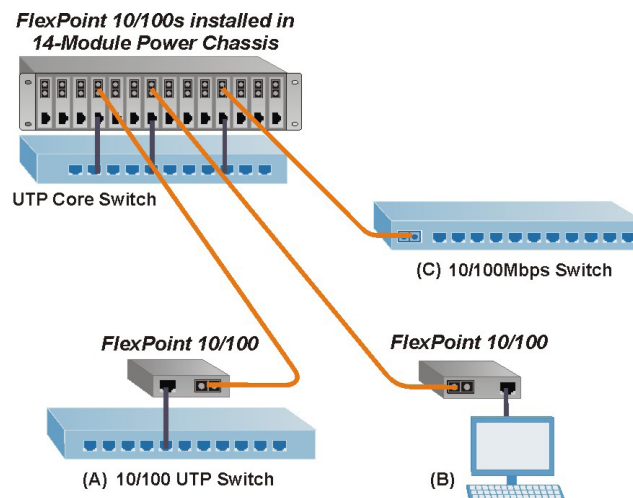 FlexPoint 10/100s installed in
14-Module Power Chassis
UTP Core Switch
(C) 10/100Mbps Switch
FlexPoint 10/100
FlexPoint 10/100
(A) 10/100 UTP Switch
(B)